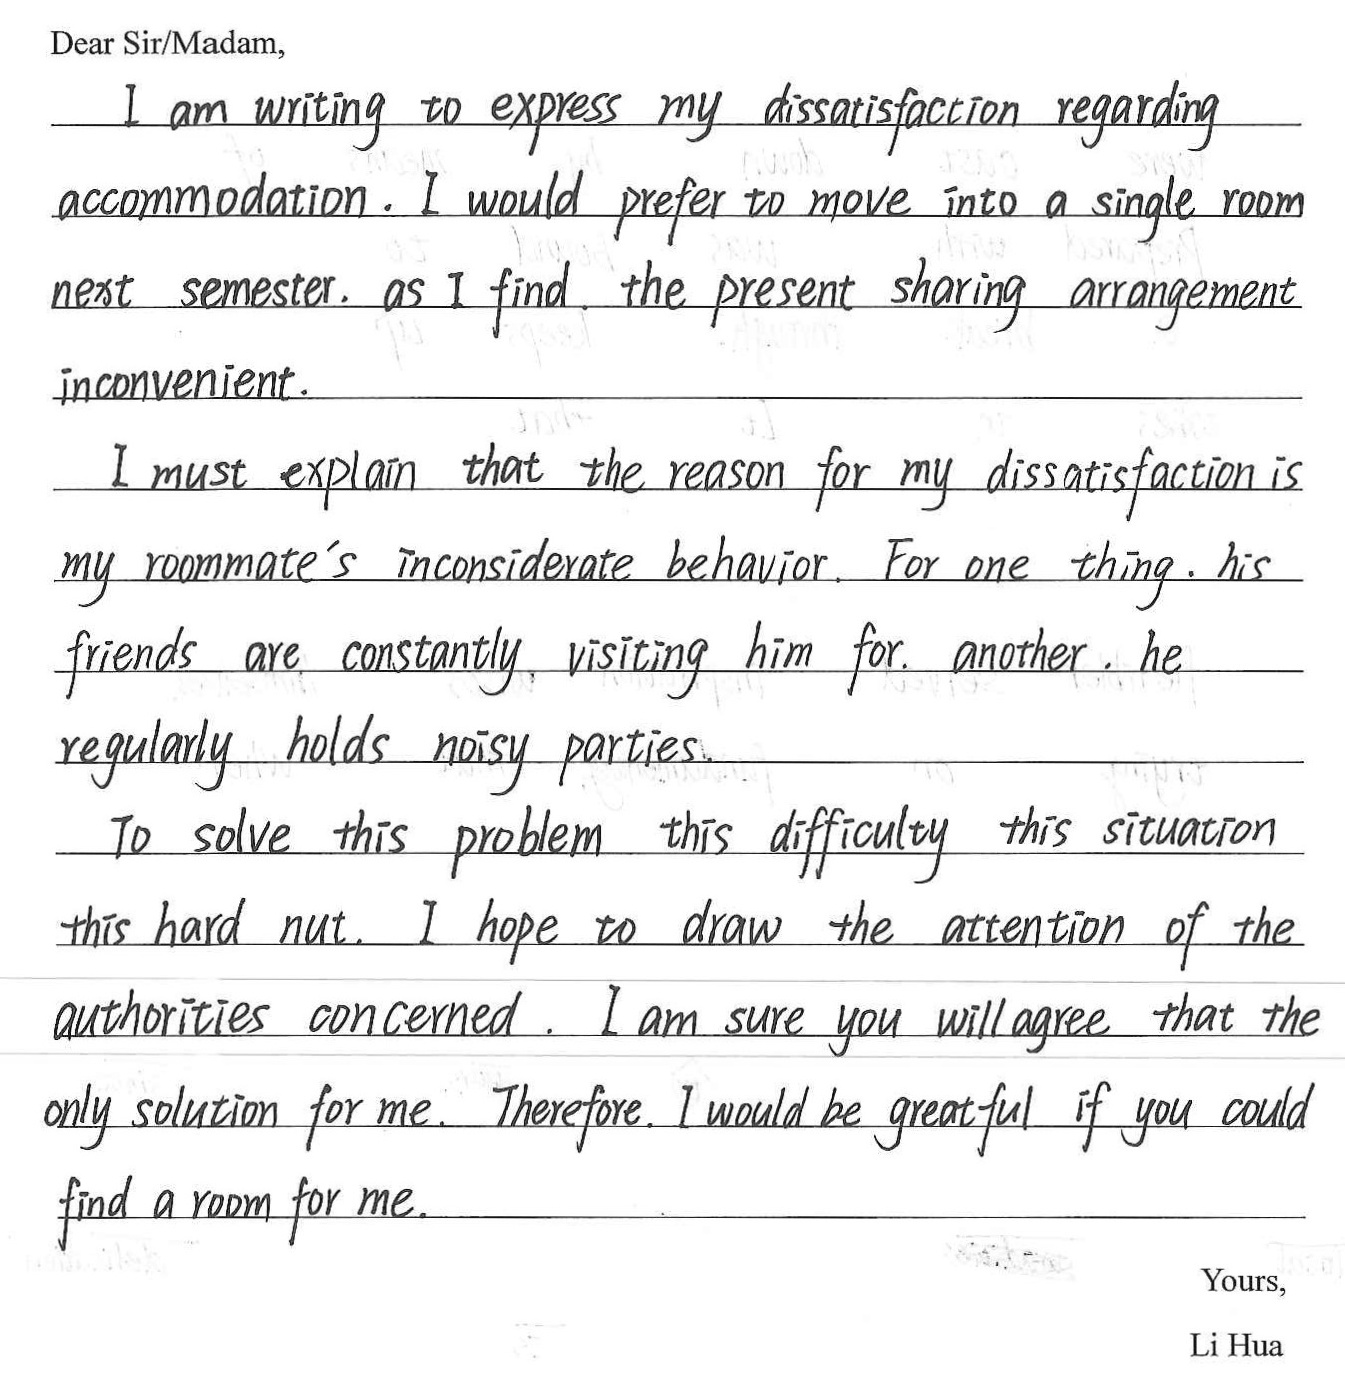 Dear Sir/Madam,
I am writing to express my dissatisfaction regarding
accommodation. I would prefer to move into a single room
next semester. as I find the present sharing arrangement
inconvenient.
I must explain that the reason for my dissatisfaction is
my roommate's inconsiderate behavior. For one thing. his
friends are constantly visiting him for. another. he
regularly holds noisy parties.
To solve this problem this difficulty this situation
this hard nut. I hope to draw the attention of the
authorities concerned. I am sure you will agree that the
only solution for me. Therefore. I would be greatful if you could
find a room for me.
Yours,
Li Hua